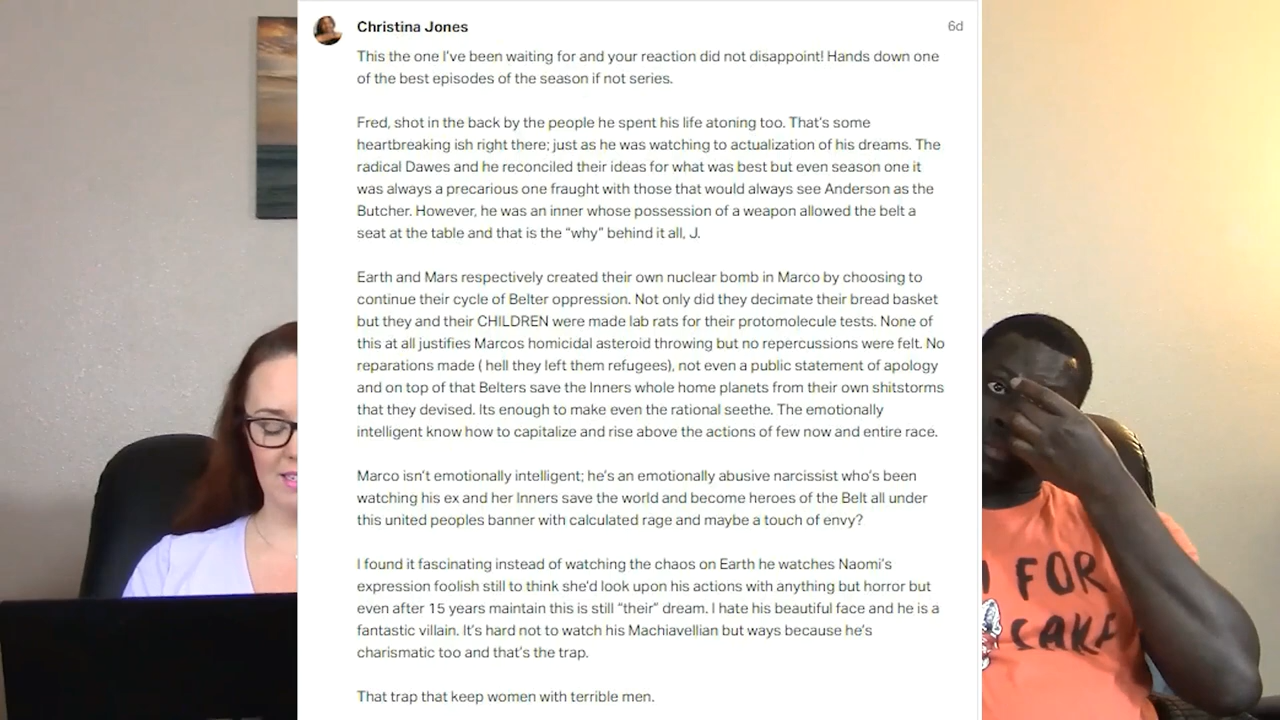 Christina Jones
6d
This the one I've been waiting for and your reaction did not disappoint! Hands down one
of the best episodes of the season if not series.
Fred, shot in the back by the people he spent his life atoning too. That's some
heartbreaking ish right there; just as he was watching to actualization of his dreams. The
radical Dawes and he reconciled their ideas for what was best but even season one it
was always a precarious one fraught with those that would always see Anderson as the
Butcher. However, he was an inner whose possession of a weapon allowed the belt a
seat at the table and that is the “why” behind it all, J.
Earth and Mars respectively created their own nuclear bomb in Marco by choosing to
continue their cycle of Belter oppression. Not only did they decimate their bread basket
but they and their CHILDREN were made lab rats for their protomolecule tests. None of
this at all justifies Marcos homicidal asteroid throwing but no repercussions were felt. No
reparations made ( hell they left them refugees), not even a public statement of apology
and on top of that Belters save the Inners whole home planets from their own shitstorms
that they devised. Its enough to make even the rational seethe. The emotionally
intelligent know how to capitalize and rise above the actions of few now and entire race.
Marco isn't emotionally intelligent; he's an emotionally abusive narcissist who's been
watching his ex and her Inners save the world and become heroes of the Belt all under
this united peoples banner with calculated rage and maybe a touch of envy?
I found it fascinating instead of watching the chaos on Earth he watches Naomi's
expression foolish still to think she'd look upon his actions with anything but horror but
even after 15 years maintain this is still “their” dream. I hate his beautiful face and he is a
fantastic villain. It's hard not to watch his Machiavellian but ways because he's
charismatic too and that's the trap.
That trap that keep women with terrible men.
FOR
CAKE